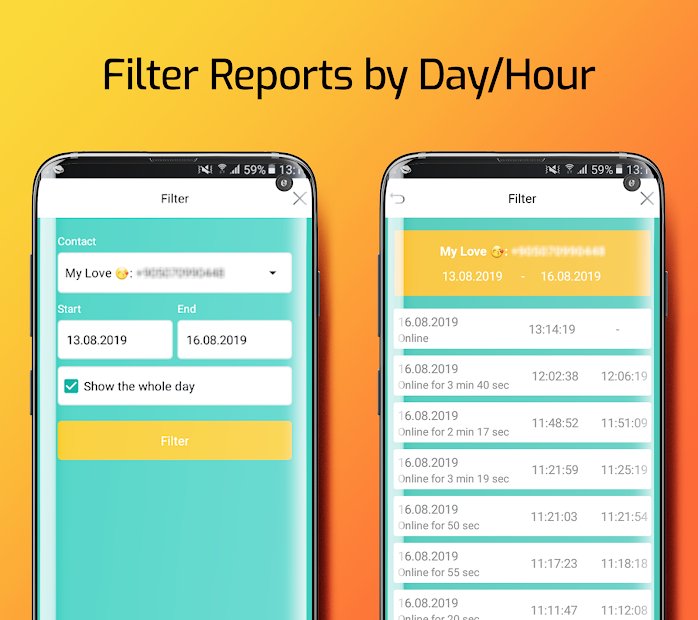 Filter Reports by Day/Hour
59% 13:1
Filter
Contact
My Love 😘:
Start End
13.08.2019 16.08.2019
Show the whole day
Filter
59% 13:1
Filter
My Love 😘:
13.08.2019 - 16.08.2019
16.08.2019 13:14:19 -
Online
16.08.2019 12:02:38 12:06:19
Online for 3 min 40 sec
16.08.2019 11:48:52 11:51:09
Online for 2 min 17 sec
16.08.2019 11:21:59 11:25:19
Online for 3 min 19 sec
16.08.2019 11:21:03 11:21:54
Online for 50 sec
16.08.2019 11:17:23 11:18:18
Online for 55 sec
16.08.2019 11:11:47 11:12:08
Online for 20 sec